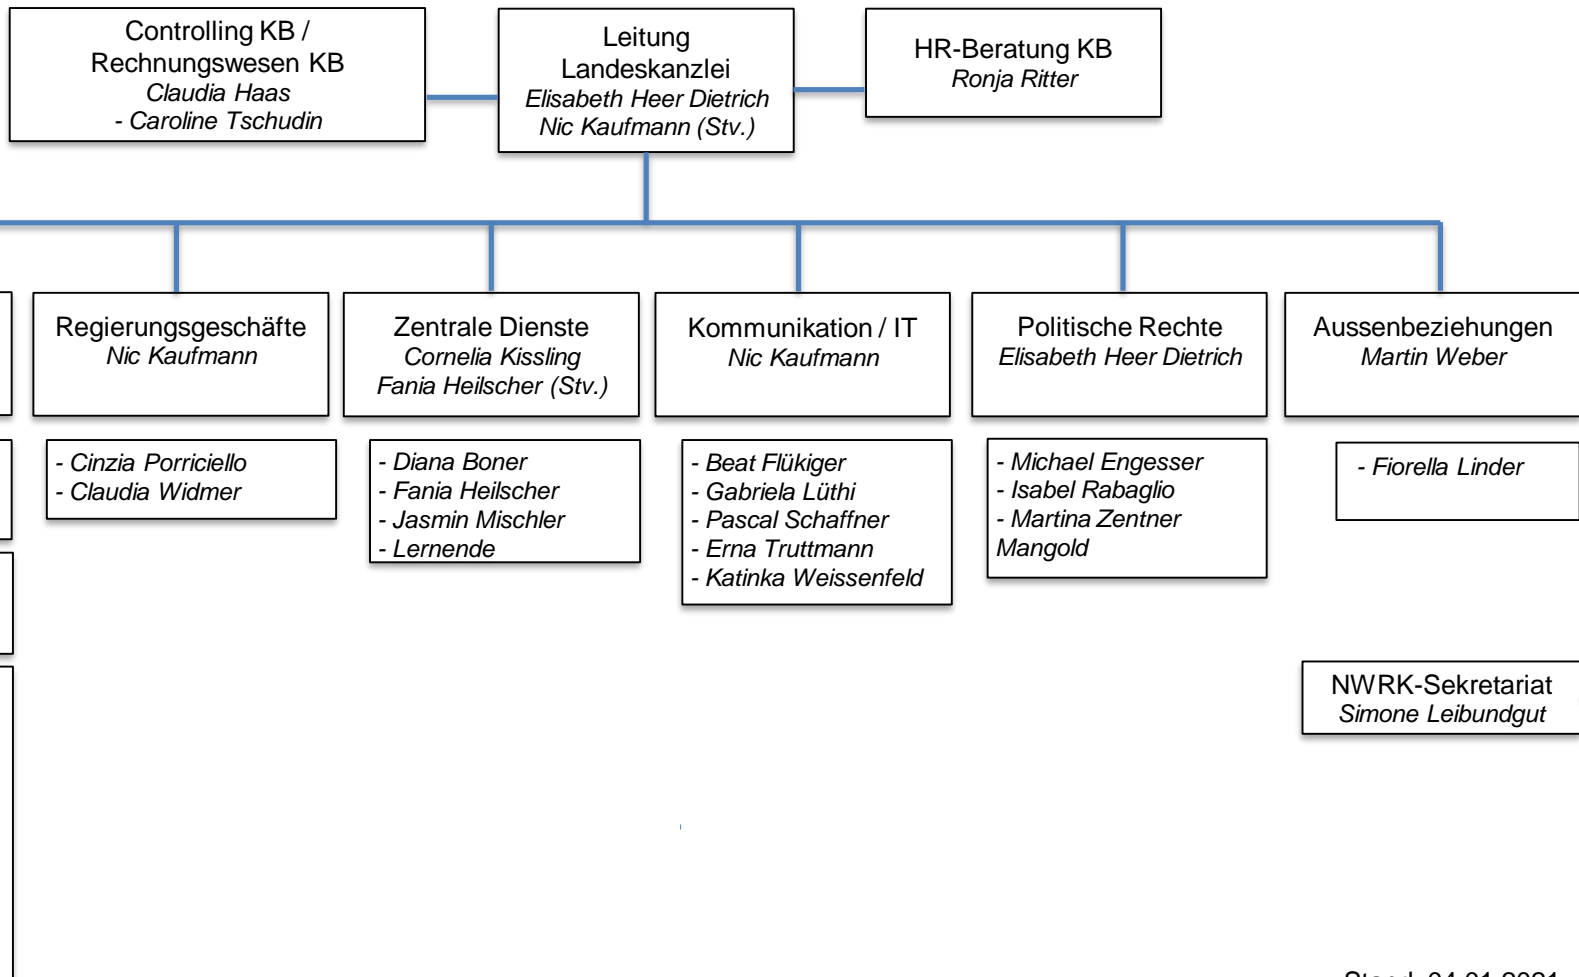 Controlling KB /
Rechnungswesen KB
Claudia Haas
- Caroline Tschudin
Leitung
Landeskanzlei
Elisabeth Heer Dietrich
Nic Kaufmann (Stv.)
HR-Beratung KB
Ronja Ritter
Regierungsgeschäfte
Nic Kaufmann
Zentrale Dienste
Cornelia Kissling
Fania Heilscher (Stv.)
Kommunikation / IT
Nic Kaufmann
Politische Rechte
Elisabeth Heer Dietrich
Aussenbeziehungen
Martin Weber
- Cinzia Porriciello
- Claudia Widmer
- Diana Boner
- Fania Heilscher
- Jasmin Mischler
- Lernende
- Beat Flükiger
- Gabriela Lüthi
- Pascal Schaffner
- Erna Truttmann
- Katinka Weissenfeld
- Michael Engesser
- Isabel Rabaglio
- Martina Zentner
Mangold
- Fiorella Linder
NWRK-Sekretariat
Simone Leibundgut
Stand: 04.01.2021